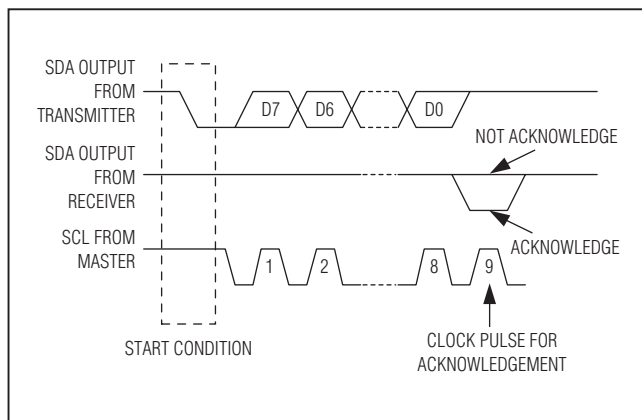 SDA OUTPUT
FROM
TRANSMITTER
D7
D6
D0
NOT ACKNOWLEDGE
SDA OUTPUT
FROM
RECEIVER
ACKNOWLEDGE
SCL FROM
MASTER
1
2
8
9
START CONDITION
CLOCK PULSE FOR
ACKNOWLEDGEMENT